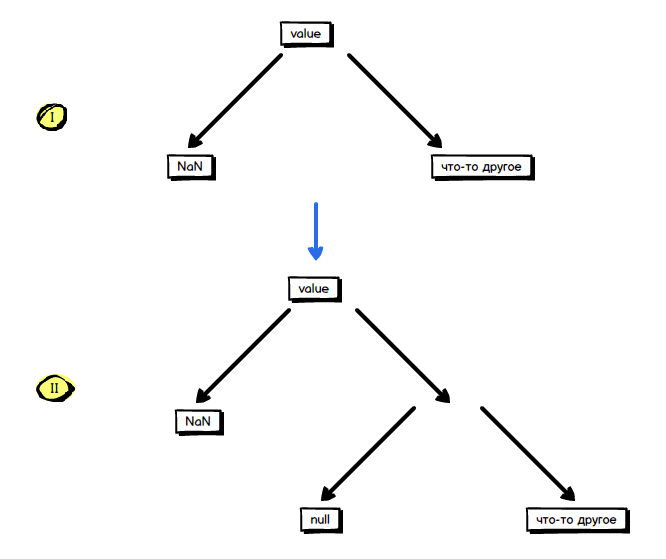 value
I
NaN
что-то другое
value
II
NaN
null
что-то другое